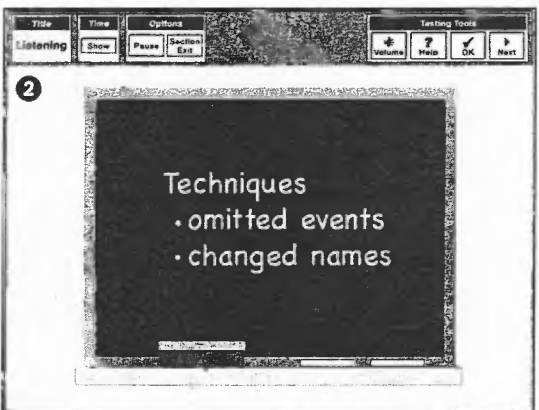 Title
Time
Options
Testing Tools
Listening
Show
Pause
Section
Exit
Volume
?
Help
OK
Next
2
Techniques
• omitted events
• changed names